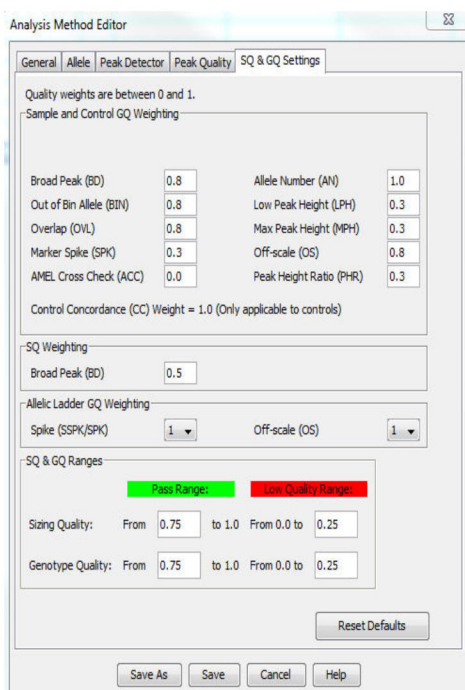 Analysis Method Editor
General Allele Peak Detector Peak Quality SQ & GQ Settings
Quality weights are between 0 and 1.
Sample and Control GQ Weighting
Broad Peak (BD) 0.8 Allele Number (AN) 1.0
Out of Bin Allele (BIN) 0.8 Low Peak Height (LPH) 0.3
Overlap (OVL) 0.8 Max Peak Height (MPH) 0.3
Marker Spike (SPK) 0.3 Off-scale (OS) 0.8
AMEL Cross Check (ACC) 0.0 Peak Height Ratio (PHR) 0.3
Control Concordance (CC) Weight = 1.0 (Only applicable to controls)
SQ Weighting
Broad Peak (BD) 0.5
Allelic Ladder GQ Weighting
Spike (SSPK/SPK) 1 Off-scale (OS) 1
SQ & GQ Ranges
Pass Range: Low Quality Range:
Sizing Quality: From 0.75 to 1.0 From 0.0 to 0.25
Genotype Quality: From 0.75 to 1.0 From 0.0 to 0.25
Reset Defaults
Save As Save Cancel Help